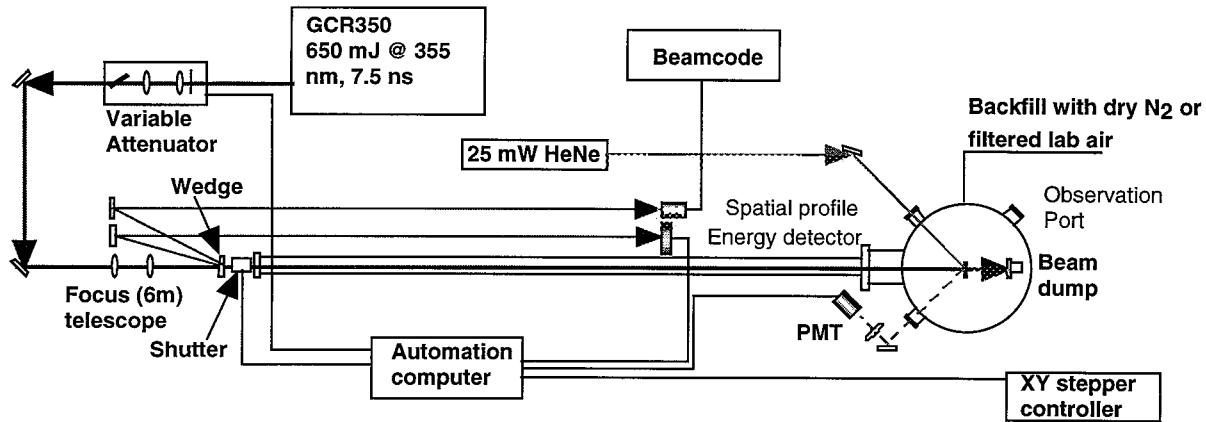 GCR350
650 mJ @ 355
nm, 7.5 ns
Beamcode
Variable
Attenuator
Backfill with dry N2 or
filtered lab air
25 mW HeNe
Wedge
Observation
Port
Spatial profile
Energy detector
Beam
dump
Focus (6m)
telescope
Shutter
PMT
Automation
computer
XY stepper
controller